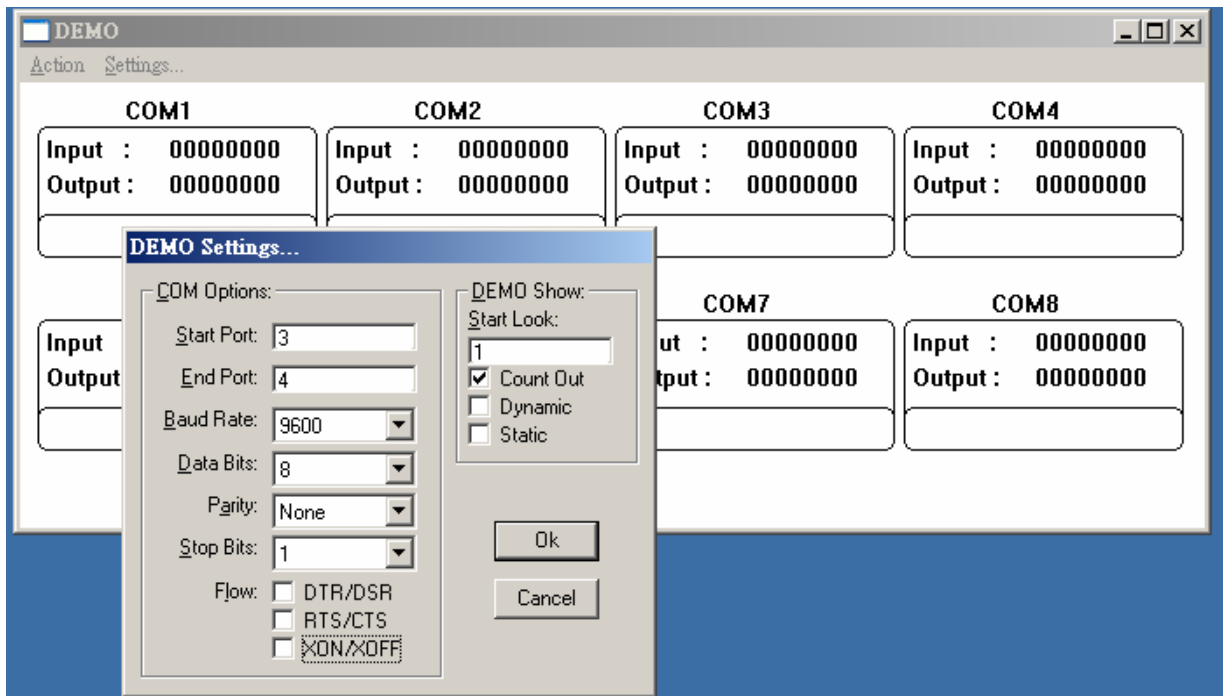 DEMO
Action Settings...
COM1 COM2 COM3 COM4
Input : 00000000 Input : 00000000 Input : 00000000 Input : 00000000
Output : 00000000 Output : 00000000 Output : 00000000 Output : 00000000
DEMO Settings...
COM Options:
Start Port: 3
End Port: 4
Baud Rate: 9600
Data Bits: 8
Parity: None
Stop Bits: 1
Flow: DTR/DSR
RTS/CTS
XON/XOFF
DEMO Show:
Start Look:
1
Count Out
Dynamic
Static
Ok
Cancel
COM7 COM8
Input : 00000000 Input : 00000000
Output : 00000000 Output : 00000000